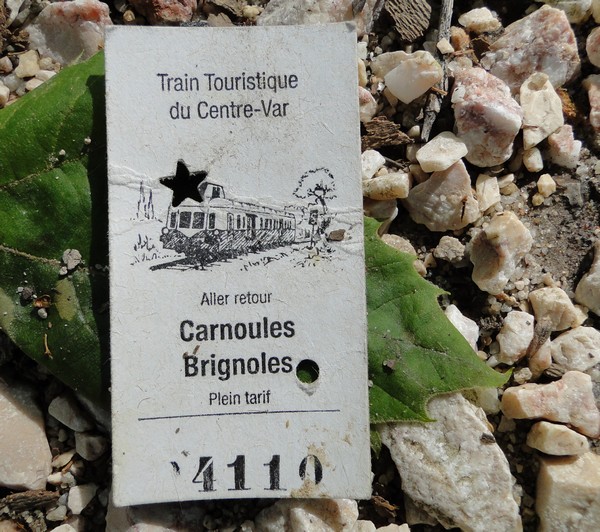 Train Touristique
du Centre-Var
Aller retour
Carnoules
Brignoles
Plein tarif
4110